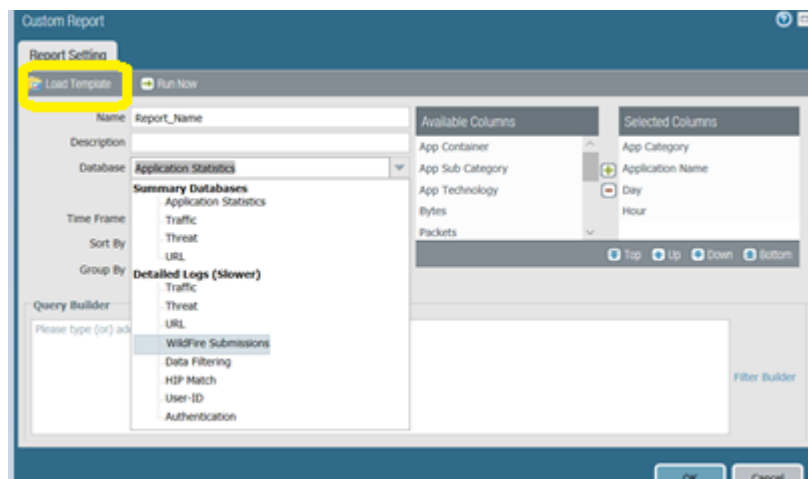 Custom Report
Report Setting
Load Template Run Now
Name Report_Name
Description
Database Application Statistics
Summary Databases
Application Statistics
Traffic
Threat
URL
Detailed Logs (Slower)
Traffic
Threat
URL
WildFire Submissions
Data Filtering
HIP Match
User-ID
Authentication
Time Frame
Sort By
Group By
Available Columns
App Container
App Sub Category
App Technology
Bytes
Packets
Selected Columns
App Category
Application Name
Day
Hour
Top Up Down Bottom
Query Builder
Please type (or) ad
Filter Builder
OK Cancel